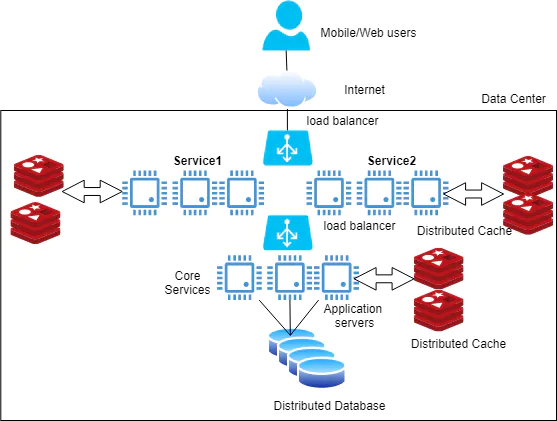 Mobile/Web users
Internet
Data Center
load balancer
Service1
Service2
load balancer
Distributed Cache
Core
Services
Application
servers
Distributed Cache
Distributed Database